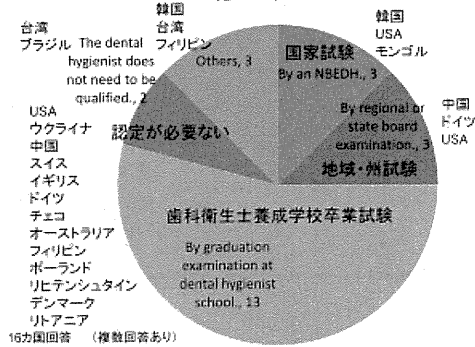 韓国
台湾
フィリピン
Others, 3
台湾
ブラジル
The dental
hygienist does
not need to be
qualified., 2
認定が必要ない
韓国
USA
モンゴル
国家試験
By an NBEDH., 3
By regional or
state board
examination., 3
地域・州試験
中国
ドイツ
USA
USA
ウクライナ
中国
スイス
イギリス
ドイツ
チェコ
オーストラリア
フィリピン
ポーランド
リヒテンシュタイン
デンマーク
リトアニア
歯科衛生士養成学校卒業試験
By graduation
examination at
dental hygienist
school., 13
16カ国回答 (複数回答あり)